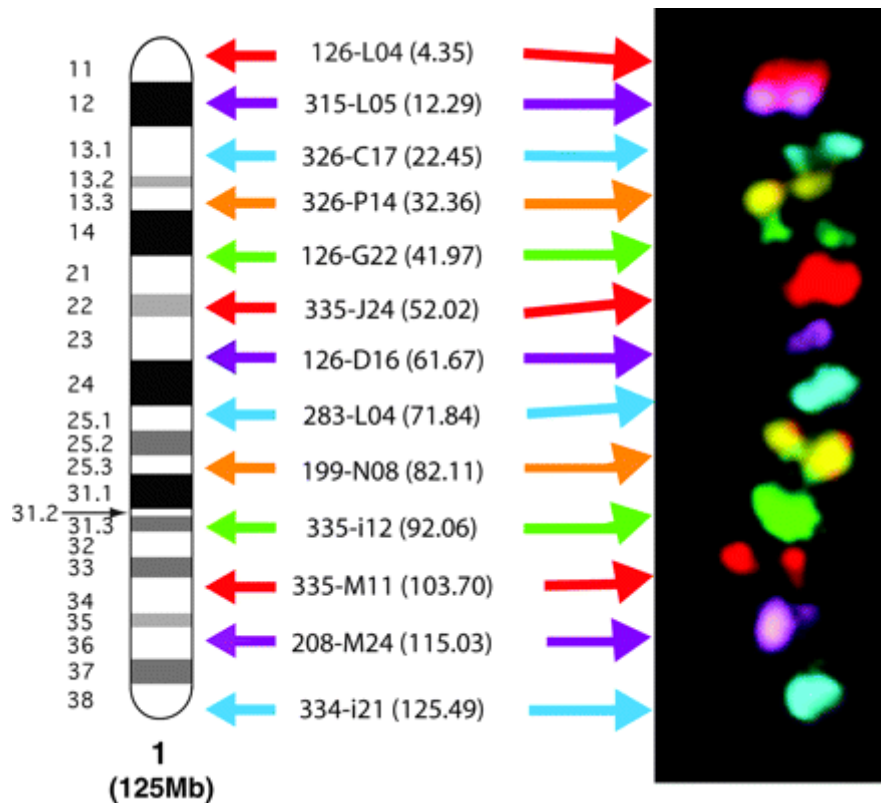 11
12
13.1
13.2
13.3
14
21
22
23
24
25.1
25.2
25.3
31.1
31.2
31.3
32
33
34
35
36
37
38
1
(125Mb)
126-L04 (4.35)
315-L05 (12.29)
326-C17 (22.45)
326-P14 (32.36)
126-G22 (41.97)
335-J24 (52.02)
126-D16 (61.67)
283-L04 (71.84)
199-N08 (82.11)
335-i12 (92.06)
335-M11 (103.70)
208-M24 (115.03)
334-i21 (125.49)